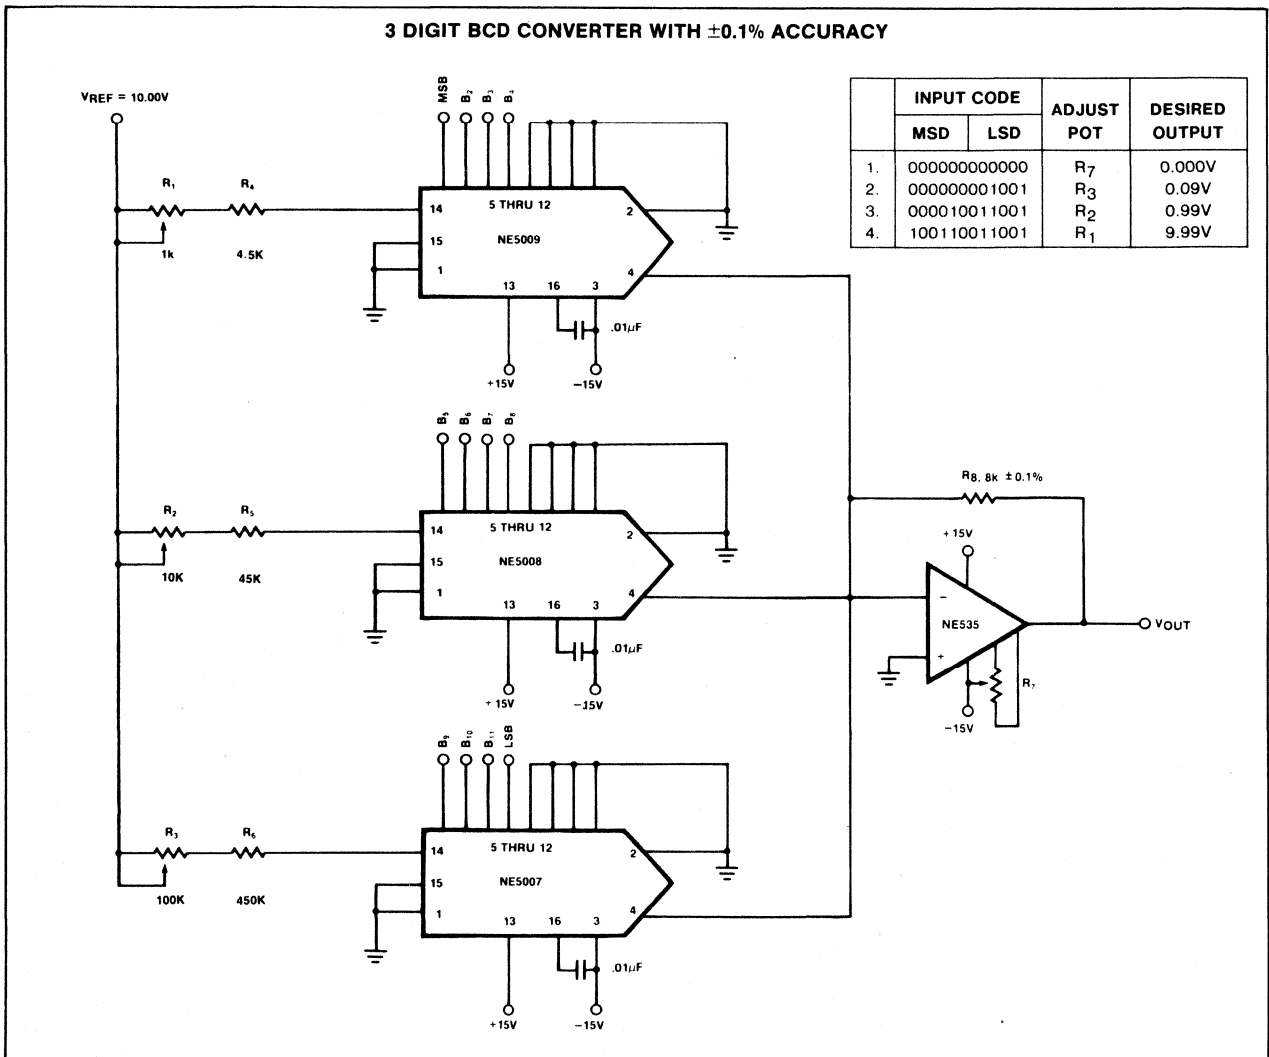 3 DIGIT BCD CONVERTER WITH ±0.1% ACCURACY
VREF = 10.00V
MSB B2 B3 B4
R1 R4
1k 4.5K
14 5 THRU 12 2
15 NE5009
1 4
13 16 3
.01µF
+15V −15V
INPUT CODE ADJUST POT DESIRED OUTPUT
MSD LSD
1. 000000000000 R7 0.000V
2. 000000001001 R3 0.09V
3. 000010011001 R2 0.99V
4. 100110011001 R1 9.99V
B5 B6 B7 B8
R2 R5
10K 45K
14 5 THRU 12 2
15 NE5008
1 4
13 16 3
.01µF
+15V −15V
R8. 8k ±0.1%
+15V
−
NE535
+
VOUT
R7
−15V
B9 B10 B11 LSB
R3 R6
100K 450K
14 5 THRU 12 2
15 NE5007
1 4
13 16 3
.01µF
+15V −15V